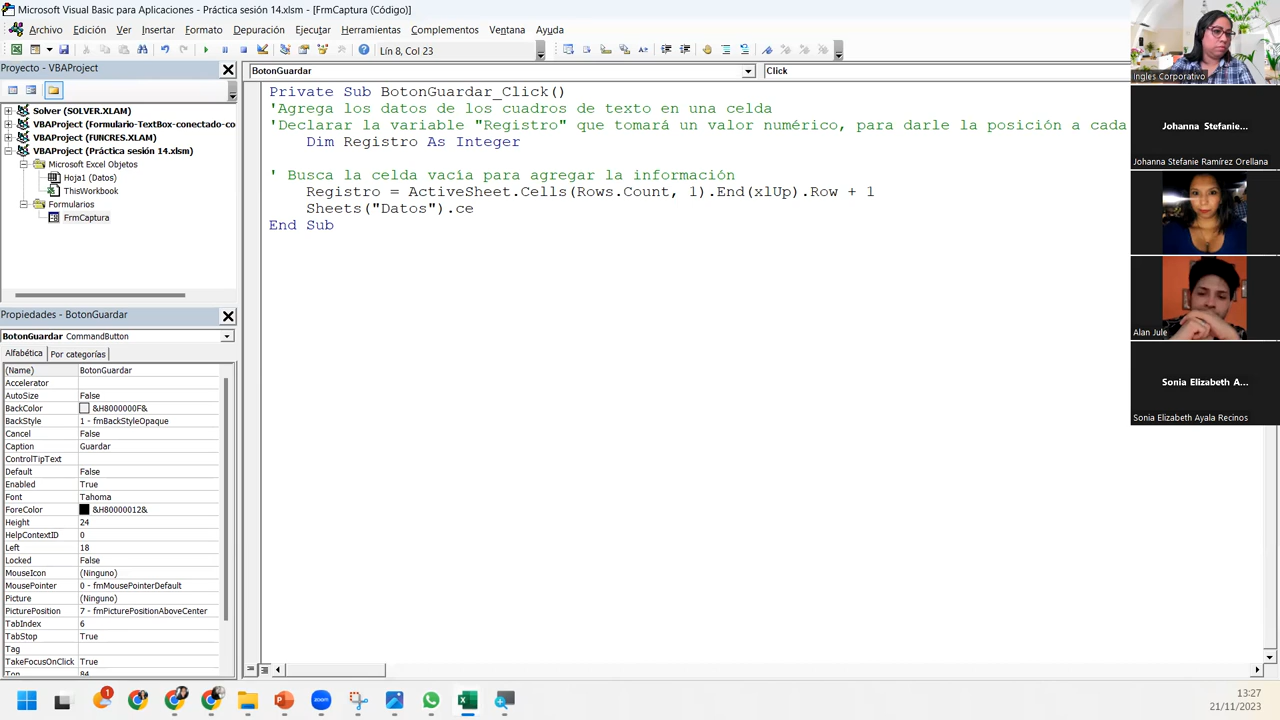 Microsoft Visual Basic para Aplicaciones - Práctica sesión 14.xlsm - [FrmCaptura (Código)]
Archivo Edición Ver Insertar Formato Depuración Ejecutar Herramientas Complementos Ventana Ayuda
Lín 8, Col 23
Proyecto - VBAProject
Solver (SOLVER.XLAM)
VBAProject (Formulario-TextBox-conectado-co
VBAProject (FUNCRES.XLAM)
VBAProject (Práctica sesión 14.xlsm)
Microsoft Excel Objetos
Hoja1 (Datos)
ThisWorkbook
Formularios
FrmCaptura
Propiedades - BotonGuardar
BotonGuardar CommandButton
Alfabética Por categorías
(Name) BotonGuardar
Accelerator
AutoSize False
BackColor &H8000000F&
BackStyle 1 - fmBackStyleOpaque
Cancel False
Caption Guardar
ControlTipText
Default False
Enabled True
Font Tahoma
ForeColor &H80000012&
Height 24
HelpContextID 0
Left 18
Locked False
MouseIcon (Ninguno)
MousePointer 0 - fmMousePointerDefault
Picture (Ninguno)
PicturePosition 7 - fmPicturePositionAboveCenter
TabIndex 6
TabStop True
Tag
TakeFocusOnClick True
Top 84
BotonGuardar Click
Private Sub BotonGuardar_Click()
'Agrega los datos de los cuadros de texto en una celda
'Declarar la variable "Registro" que tomará un valor numérico, para darle la posición a cada
Dim Registro As Integer
' Busca la celda vacía para agregar la información
Registro = ActiveSheet.Cells(Rows.Count, 1).End(xlUp).Row + 1
Sheets("Datos").ce
End Sub
Ingles Corporativo
Johanna Stefanie...
Johanna Stefanie Ramírez Orellana
Alan Jule
Sonia Elizabeth A...
Sonia Elizabeth Ayala Recinos
1
zoom
13:27
21/11/2023